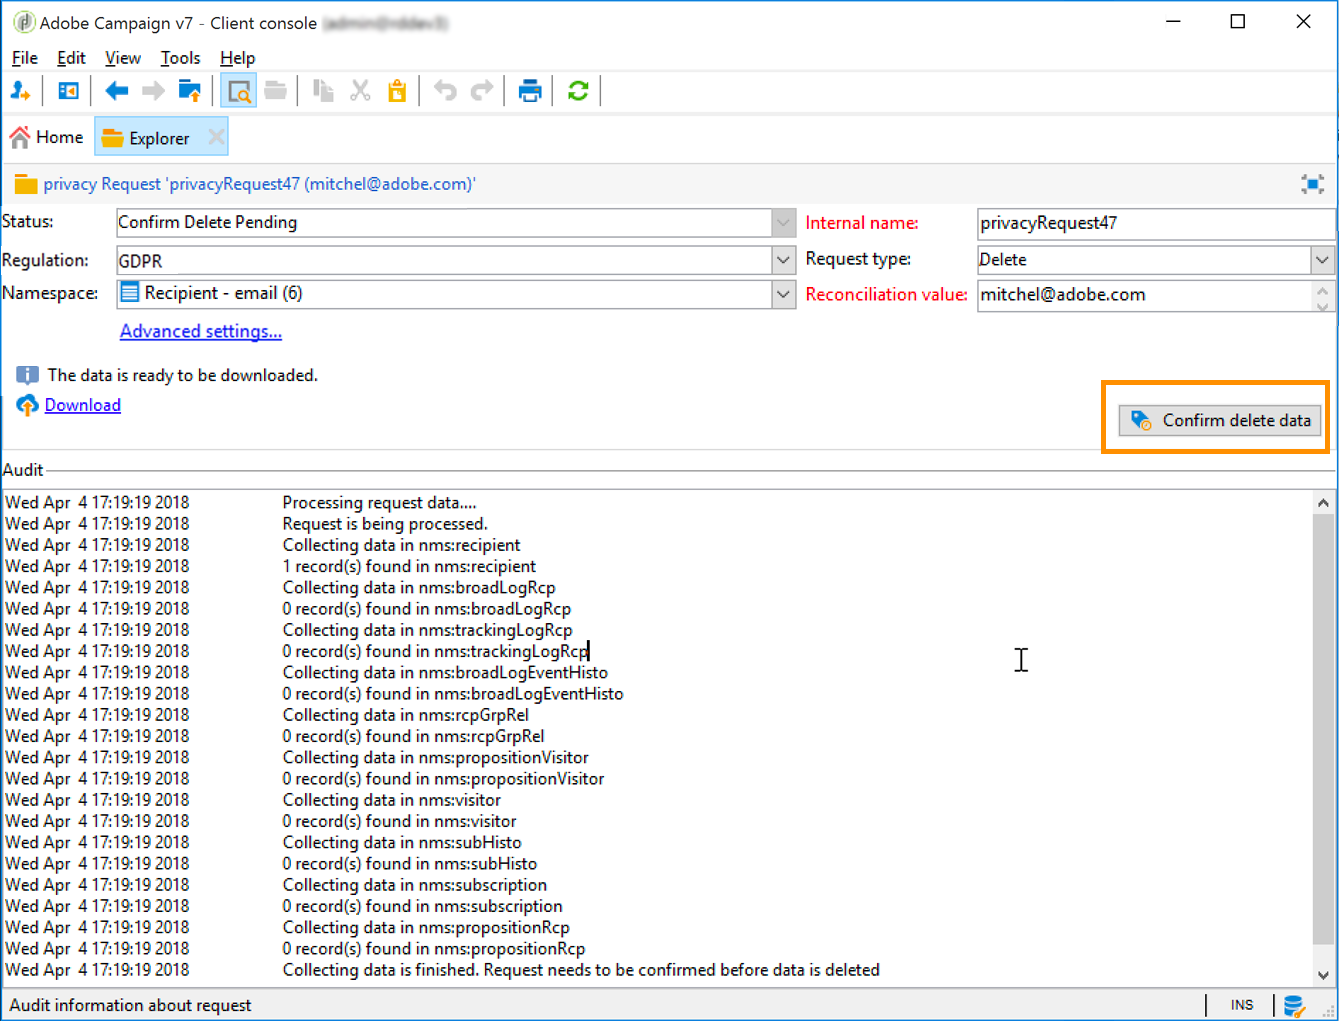 Adobe Campaign v7 - Client console
File Edit View Tools Help
Home Explorer
privacy Request 'privacyRequest47 (mitchel@adobe.com)'
Status: Confirm Delete Pending Internal name: privacyRequest47
Regulation: GDPR Request type: Delete
Namespace: Recipient - email (6) Reconciliation value: mitchel@adobe.com
Advanced settings...
The data is ready to be downloaded.
Download
Confirm delete data
Audit
Wed Apr 4 17:19:19 2018 Processing request data....
Wed Apr 4 17:19:19 2018 Request is being processed.
Wed Apr 4 17:19:19 2018 Collecting data in nms:recipient
Wed Apr 4 17:19:19 2018 1 record(s) found in nms:recipient
Wed Apr 4 17:19:19 2018 Collecting data in nms:broadLogRcp
Wed Apr 4 17:19:19 2018 0 record(s) found in nms:broadLogRcp
Wed Apr 4 17:19:19 2018 Collecting data in nms:trackingLogRcp
Wed Apr 4 17:19:19 2018 0 record(s) found in nms:trackingLogRcp
Wed Apr 4 17:19:19 2018 Collecting data in nms:broadLogEventHisto
Wed Apr 4 17:19:19 2018 0 record(s) found in nms:broadLogEventHisto
Wed Apr 4 17:19:19 2018 Collecting data in nms:rcpGrpRel
Wed Apr 4 17:19:19 2018 0 record(s) found in nms:rcpGrpRel
Wed Apr 4 17:19:19 2018 Collecting data in nms:propositionVisitor
Wed Apr 4 17:19:19 2018 0 record(s) found in nms:propositionVisitor
Wed Apr 4 17:19:19 2018 Collecting data in nms:visitor
Wed Apr 4 17:19:19 2018 0 record(s) found in nms:visitor
Wed Apr 4 17:19:19 2018 Collecting data in nms:subHisto
Wed Apr 4 17:19:19 2018 0 record(s) found in nms:subHisto
Wed Apr 4 17:19:19 2018 Collecting data in nms:subscription
Wed Apr 4 17:19:19 2018 0 record(s) found in nms:subscription
Wed Apr 4 17:19:19 2018 Collecting data in nms:propositionRcp
Wed Apr 4 17:19:19 2018 0 record(s) found in nms:propositionRcp
Wed Apr 4 17:19:19 2018 Collecting data is finished. Request needs to be confirmed before data is deleted
Audit information about request INS